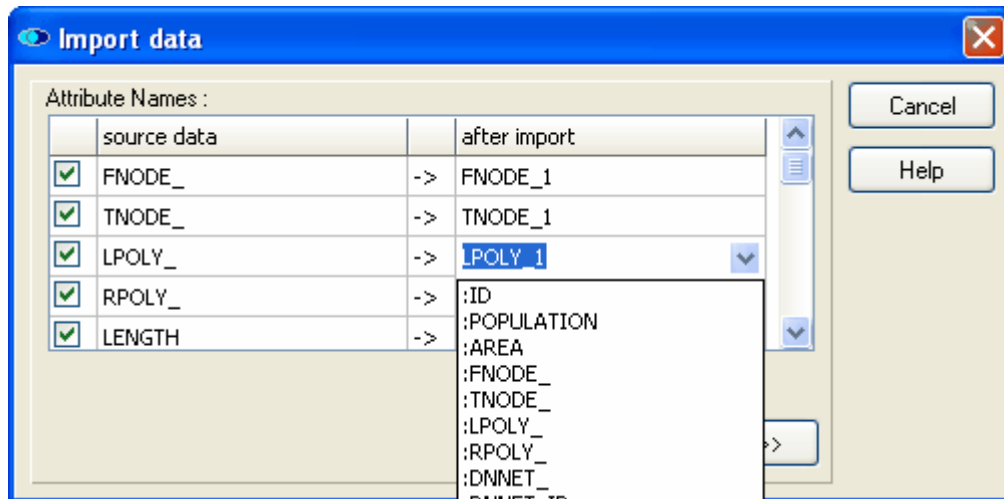 Import data
Attribute Names :
Cancel
source data after import
FNODE_ -> FNODE_1
Help
TNODE_ -> TNODE_1
LPOLY_ -> LPOLY_1
RPOLY_ -> :ID
:POPULATION
LENGTH -> :AREA
:FNODE_
:TNODE_
:LPOLY_
:RPOLY_
>>
:DNNET_
:DNNET_ID